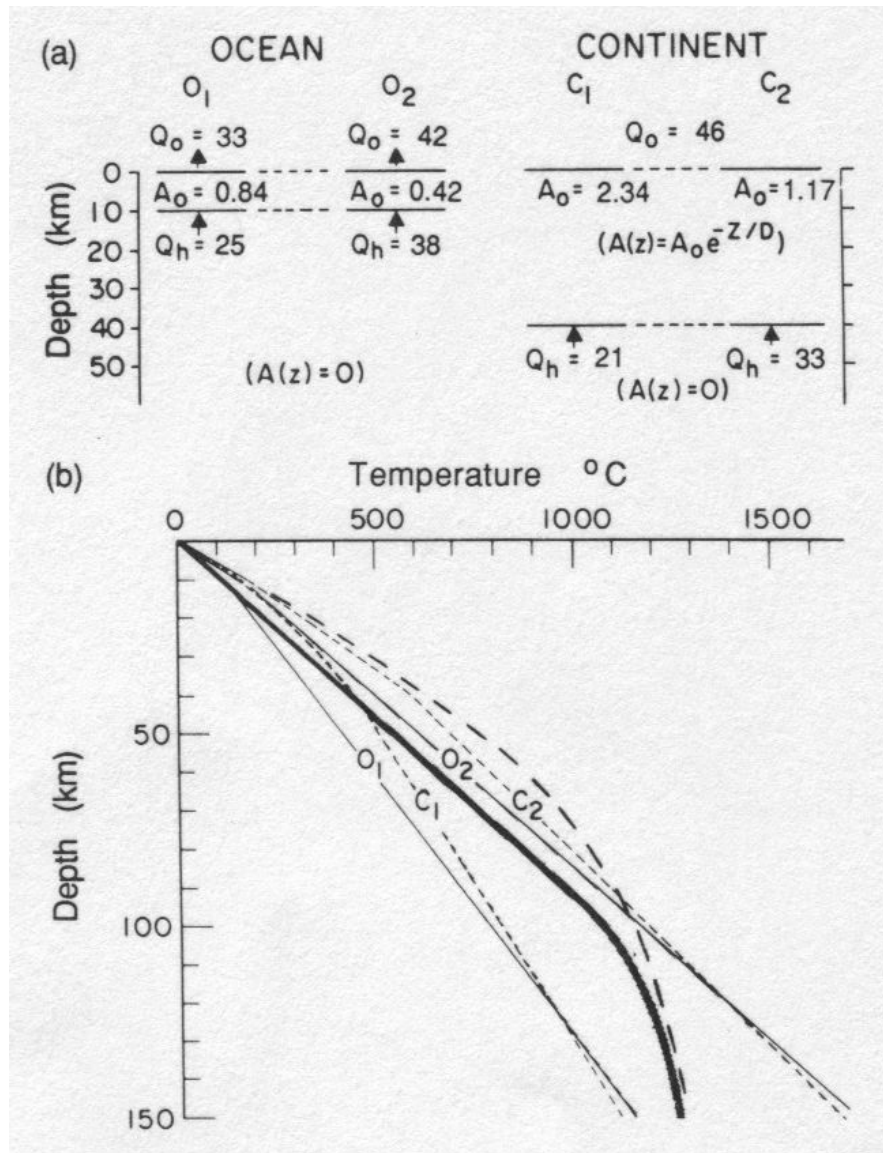 (a) OCEAN CONTINENT
O1 O2 C1 C2
Qo = 33 Qo = 42 Qo = 46
0 Ao = 0.84 Ao = 0.42 Ao = 2.34 Ao = 1.17
10
Qh = 25 Qh = 38 (A(z)=Aoe^-Z/D)
20
30
40
Qh = 21 Qh = 33
50 (A(z)=0) (A(z)=0)
Depth (km)
(b) Temperature °C
0 500 1000 1500
50
O1 O2 C1 C2
100
150
Depth (km)